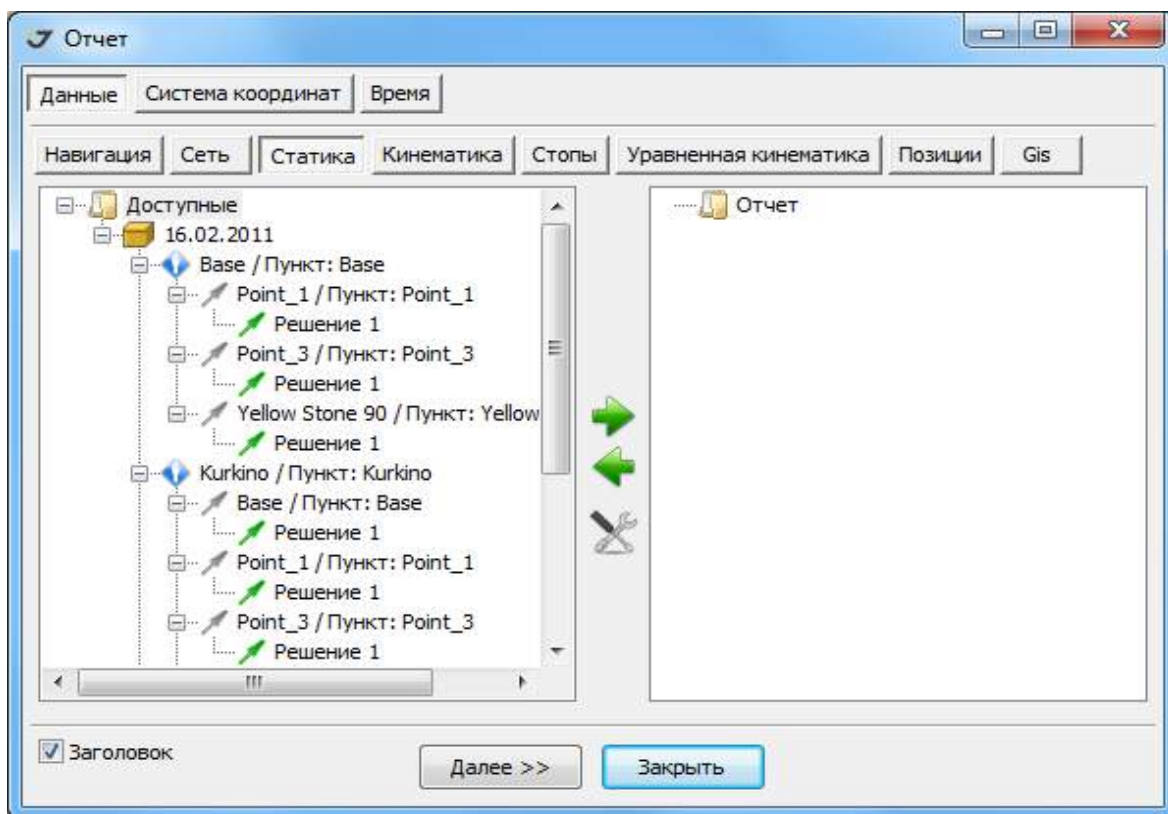 Отчет
Данные Система координат Время
Навигация Сеть Статика Кинематика Стопы Уравненная кинематика Позиции Gis
Доступные
16.02.2011
Base / Пункт: Base
Point_1 / Пункт: Point_1
Решение 1
Point_3 / Пункт: Point_3
Решение 1
Yellow Stone 90 / Пункт: Yellow
Решение 1
Kurkino / Пункт: Kurkino
Base / Пункт: Base
Решение 1
Point_1 / Пункт: Point_1
Решение 1
Point_3 / Пункт: Point_3
Решение 1
Отчет
Заголовок
Далее >>
Закрыть